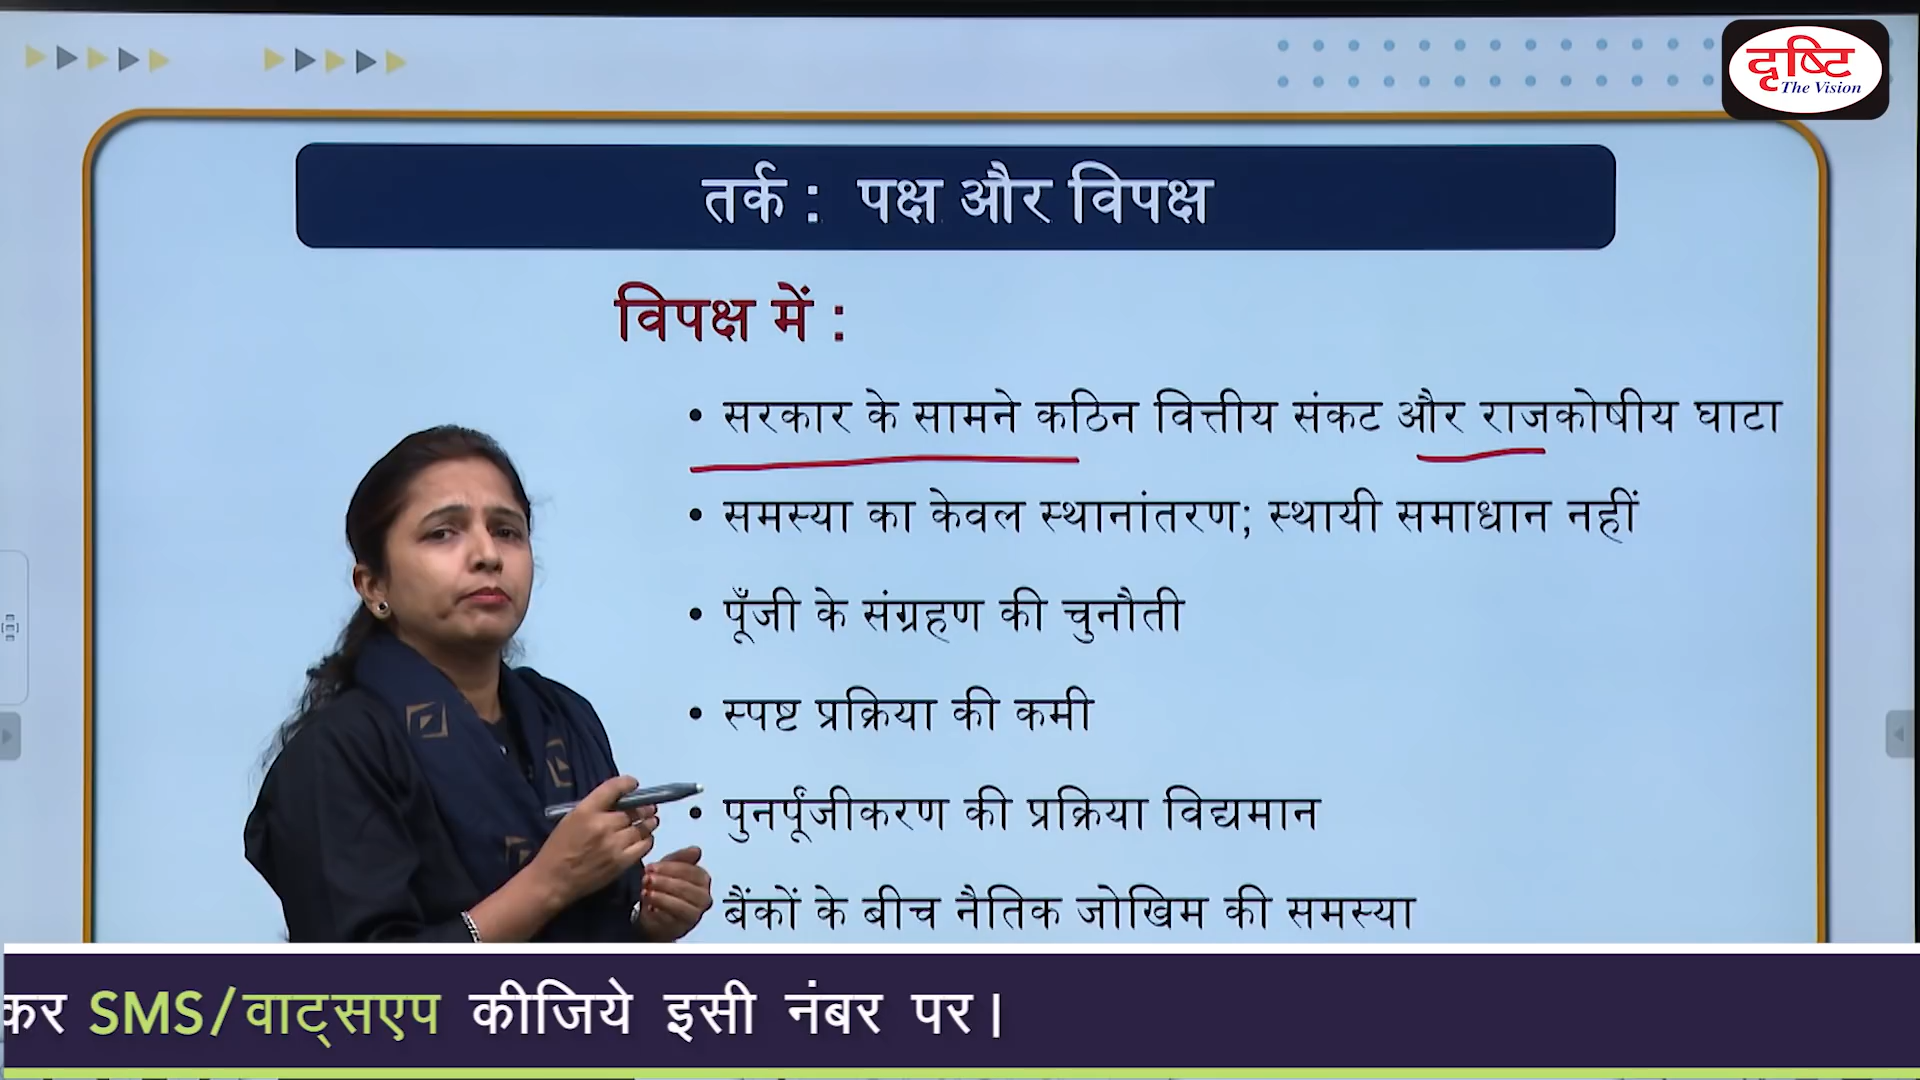 दृष्टि
The Vision
तर्क : पक्ष और विपक्ष
विपक्ष में :
• सरकार के सामने कठिन वित्तीय संकट और राजकोषीय घाटा
• समस्या का केवल स्थानांतरण; स्थायी समाधान नहीं
• पूँजी के संग्रहण की चुनौती
• स्पष्ट प्रक्रिया की कमी
• पुनर्पूंजीकरण की प्रक्रिया विद्यमान
बैंकों के बीच नैतिक जोखिम की समस्या
कर SMS/वाट्सएप कीजिये इसी नंबर पर।